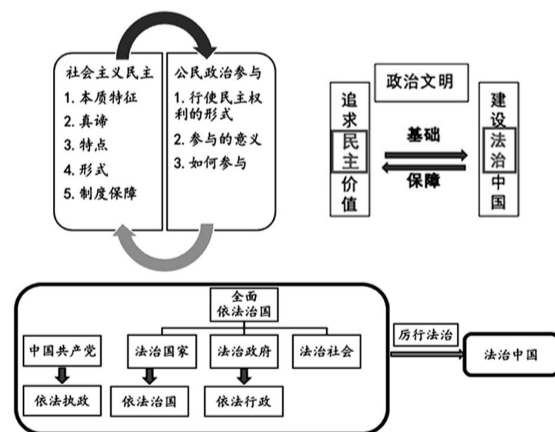 社会主义民主
1. 本质特征
2. 真谛
3. 特点
4. 形式
5. 制度保障
公民政治参与
1. 行使民主权
利的形式
2. 参与的意义
3. 如何参与
政治文明
追求民主价值
基础
保障
建设法治中国
全面
依法治国
中国共产党
法治国家
法治政府
法治社会
依法执政
依法治国
依法行政
厉行法治
法治中国